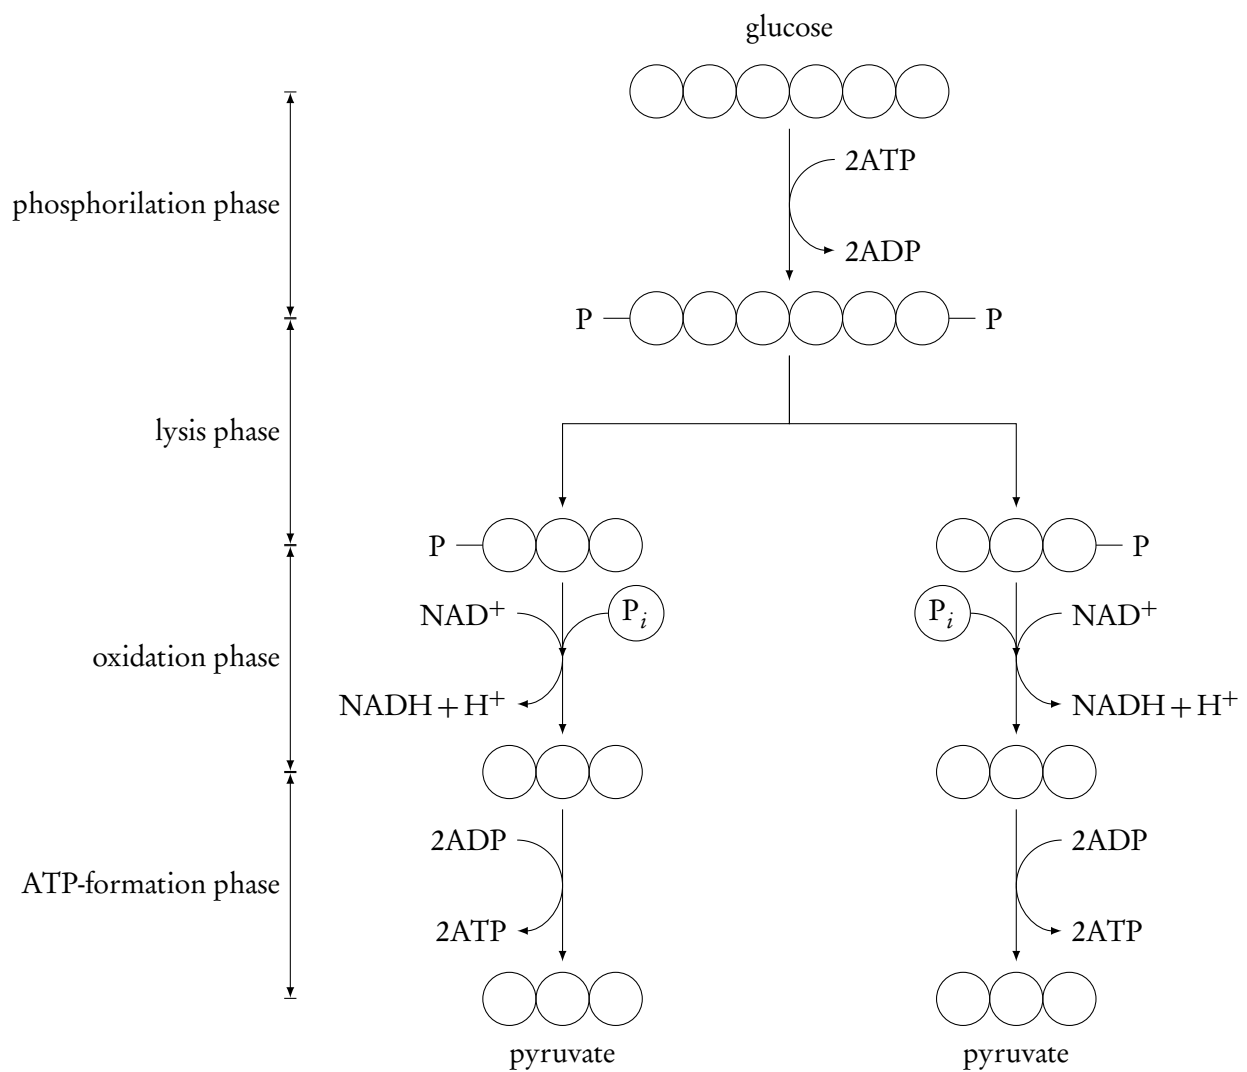 glucose
2ATP
phosphorilation phase
2ADP
P
P
lysis phase
P
P
NAD⁺
Pᵢ
Pᵢ
NAD⁺
oxidation phase
NADH + H⁺
NADH + H⁺
2ADP
2ADP
ATP-formation phase
2ATP
2ATP
pyruvate
pyruvate